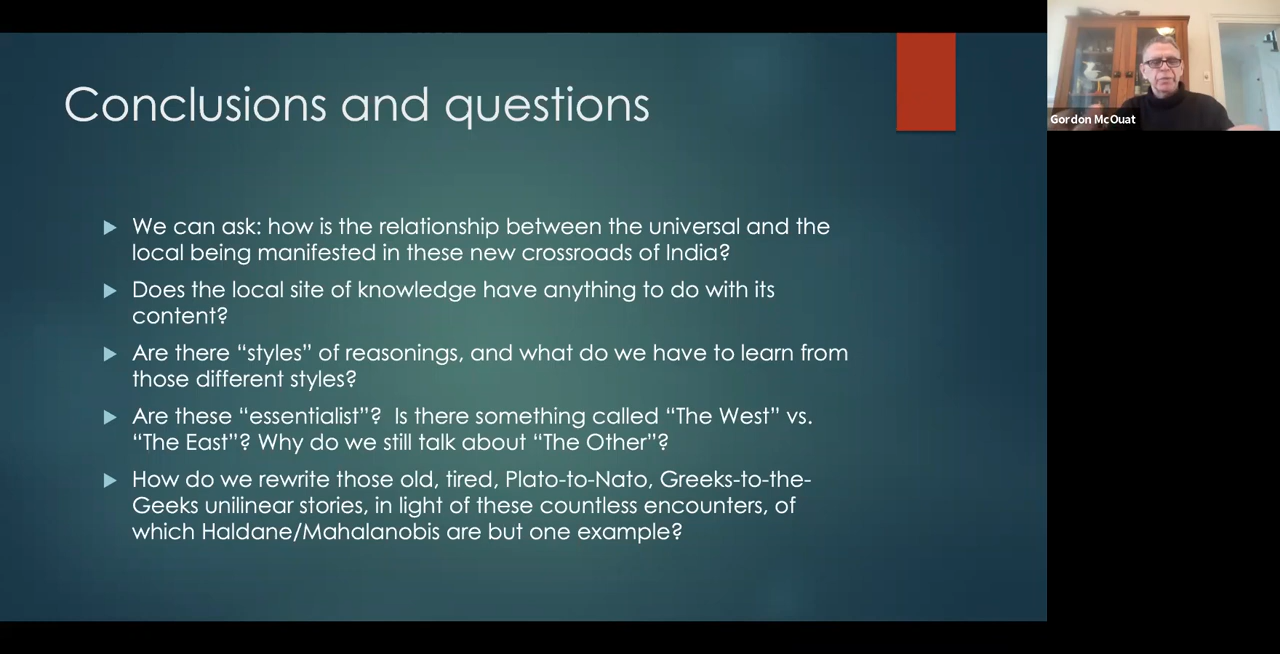 Conclusions and questions
We can ask: how is the relationship between the universal and the
local being manifested in these new crossroads of India?
Does the local site of knowledge have anything to do with its
content?
Are there “styles” of reasonings, and what do we have to learn from
those different styles?
Are these “essentialist”?  Is there something called “The West” vs.
“The East”? Why do we still talk about “The Other”?
How do we rewrite those old, tired, Plato-to-Nato, Greeks-to-the-
Geeks unilinear stories, in light of these countless encounters, of
which Haldane/Mahalanobis are but one example?
Gordon McOuat